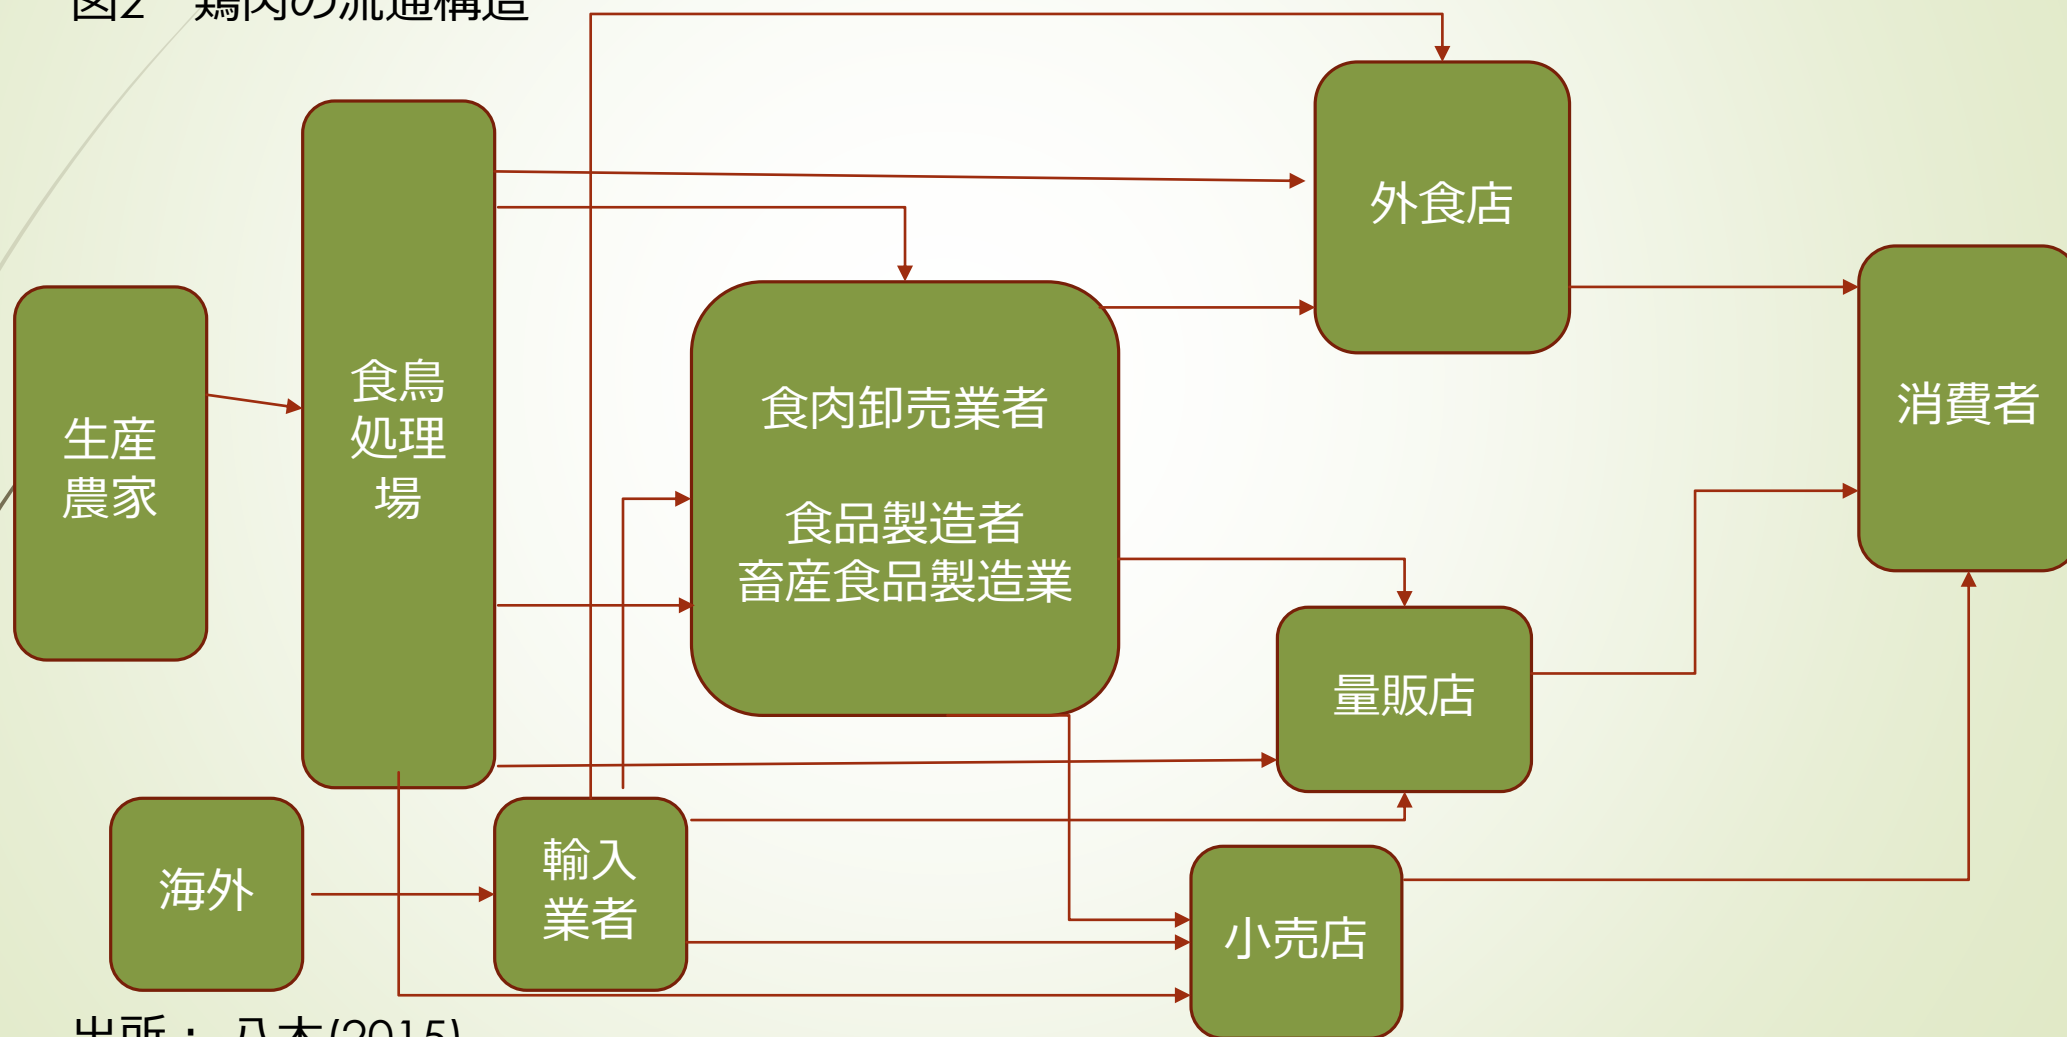 図2　鶏肉の流通構造
外食店
生産
農家
食鳥
処理
場
食肉卸売業者
食品製造者
畜産食品製造業
消費者
量販店
海外
輸入
業者
小売店
出所： 八木(2015)